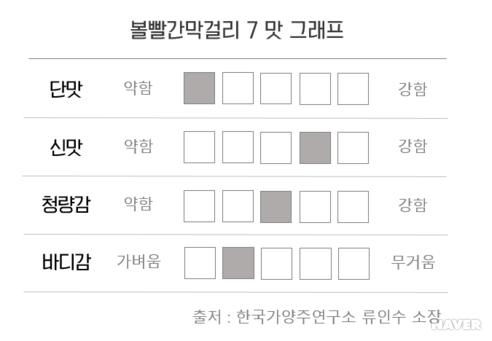 볼빨간막걸리 7 맛 그래프
단맛 약함 강함
신맛 약함 강함
청량감 약함 강함
바디감 가벼움 무거움
출처 : 한국가양주연구소 류인수 소장
NAVER